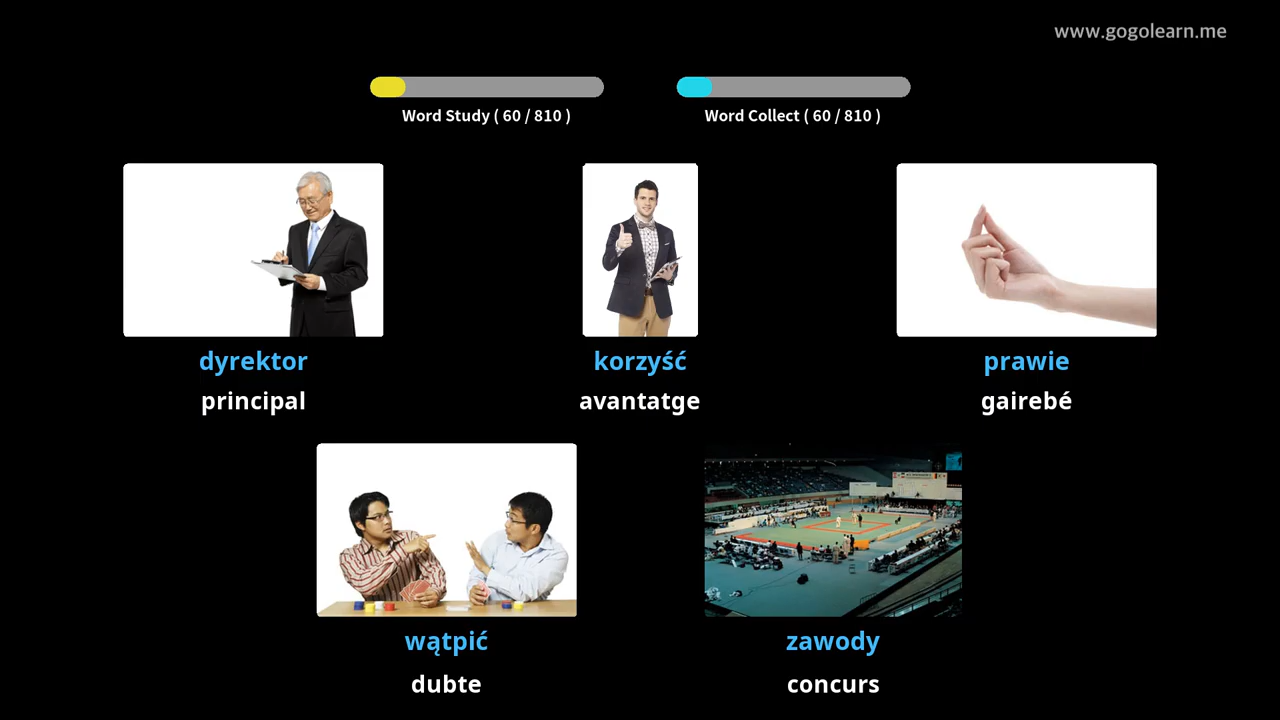 www.gogolearn.me
Word Study ( 60 / 810 )
Word Collect ( 60 / 810 )
dyrektor
principal
korzyść
avantatge
prawie
gairebé
wątpić
dubte
zawody
concurs